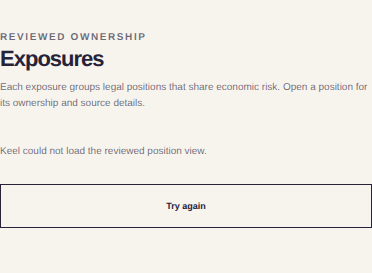 REVIEWED OWNERSHIP
Exposures
Each exposure groups legal positions that share economic risk. Open a position for
its ownership and source details.
Keel could not load the reviewed position view.
Try again